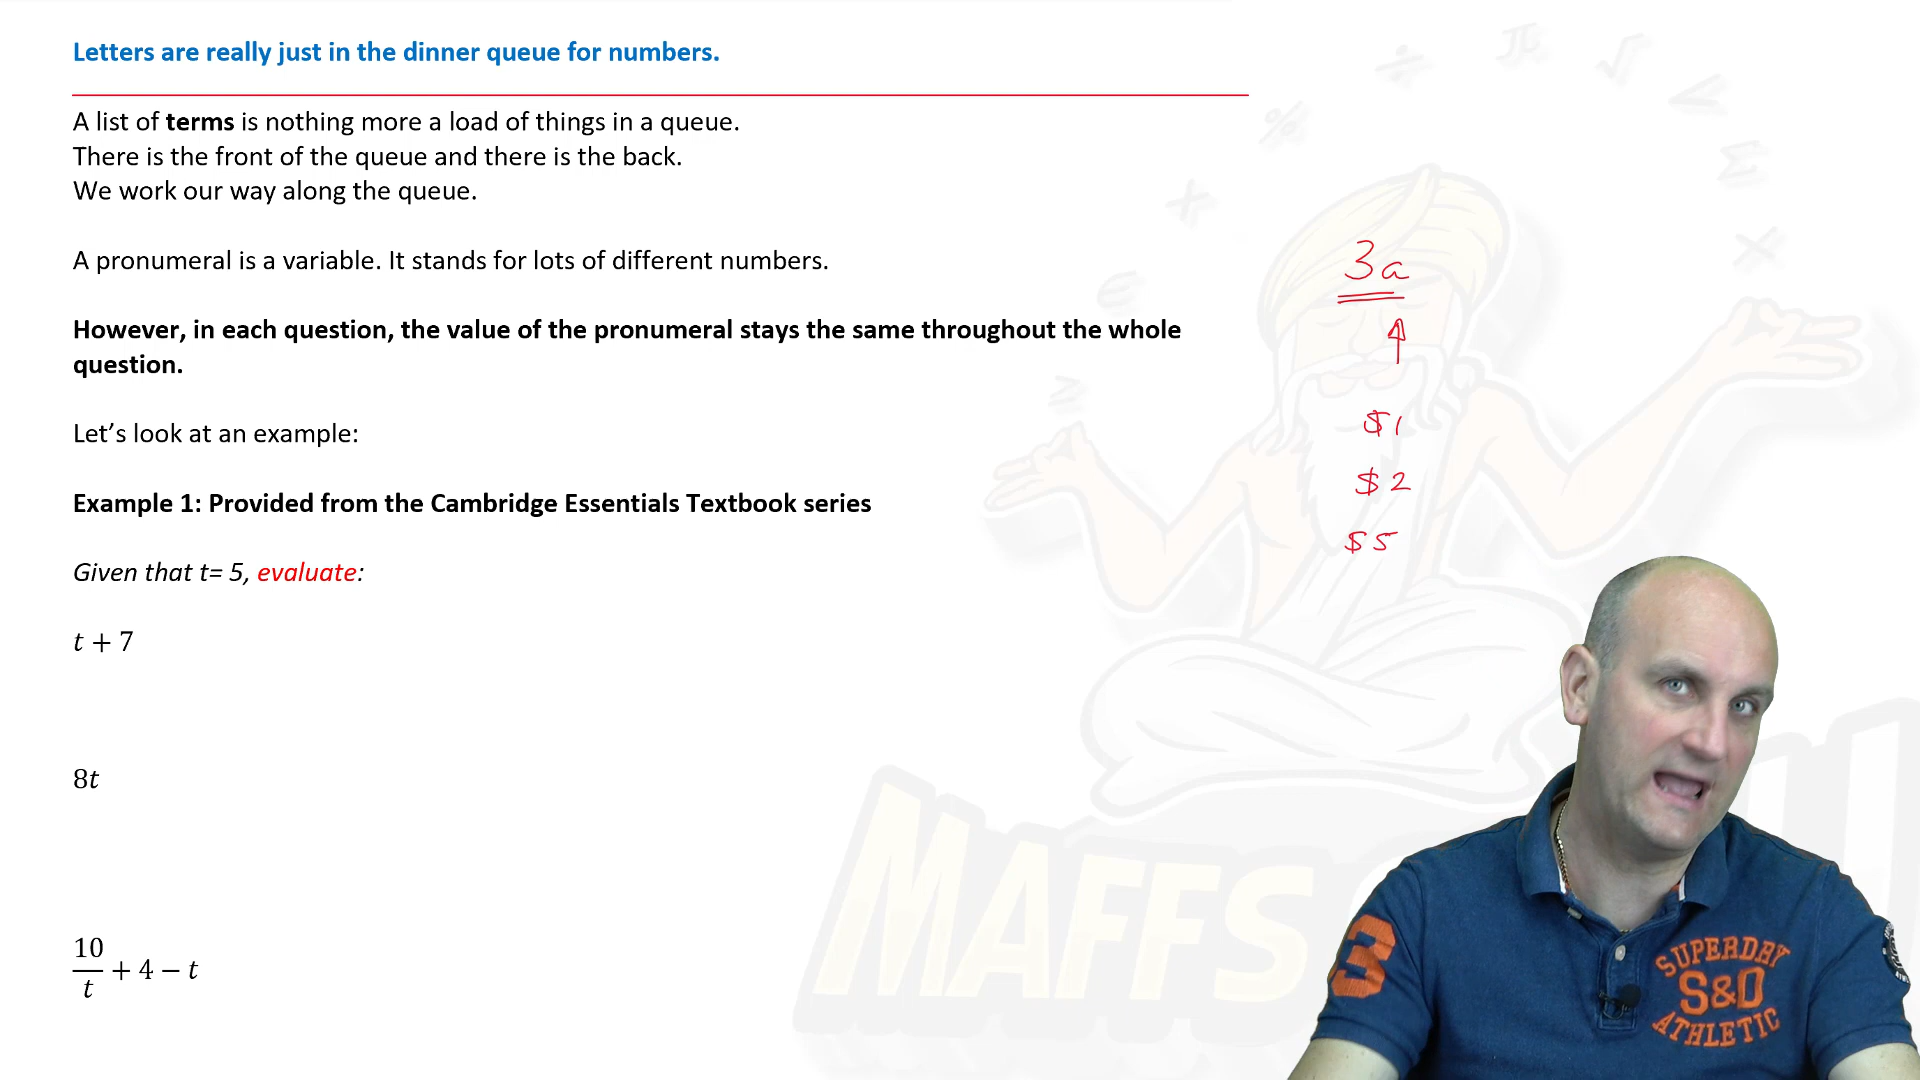 Letters are really just in the dinner queue for numbers.
A list of terms is nothing more a load of things in a queue.
There is the front of the queue and there is the back.
We work our way along the queue.
A pronumeral is a variable. It stands for lots of different numbers.
However, in each question, the value of the pronumeral stays the same throughout the whole
question.
Let’s look at an example:
Example 1: Provided from the Cambridge Essentials Textbook series
Given that t= 5, evaluate:
t + 7
8t
10
t
+ 4 − t
3a
$1
$2
$5
% ÷ π √ < Σ × + €
MAFFS
3
SUPERDRY
S&D
ATHLETIC